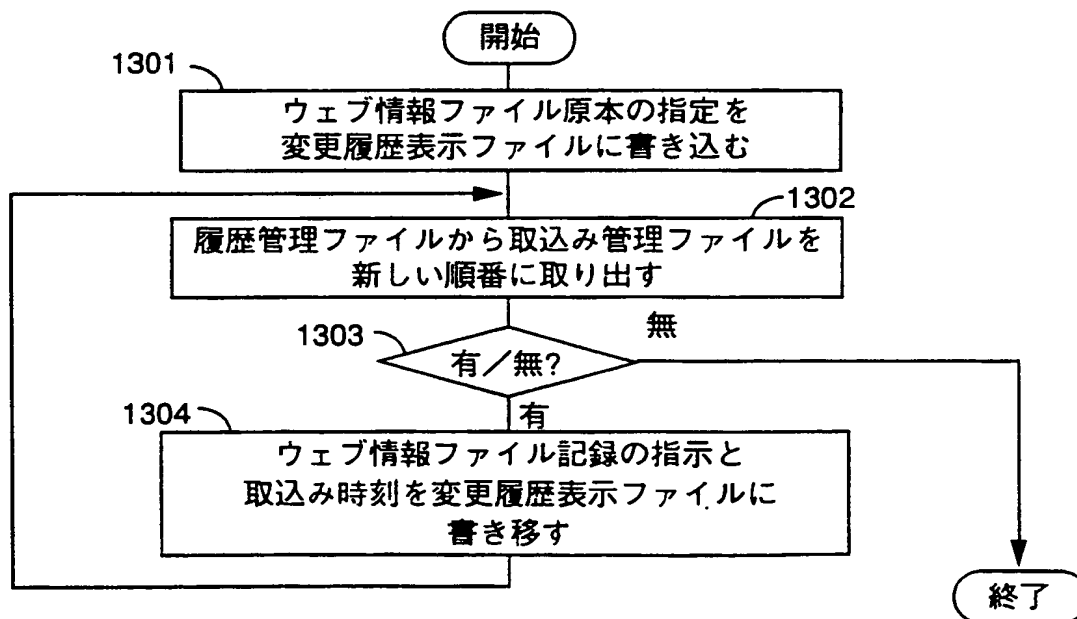 開始
1301
ウェブ情報ファイル原本の指定を
変更履歴表示ファイルに書き込む
1302
履歴管理ファイルから取込み管理ファイルを
新しい順番に取り出す
無
1303
有／無?
有
1304
ウェブ情報ファイル記録の指示と
取込み時刻を変更履歴表示ファイルに
書き移す
終了